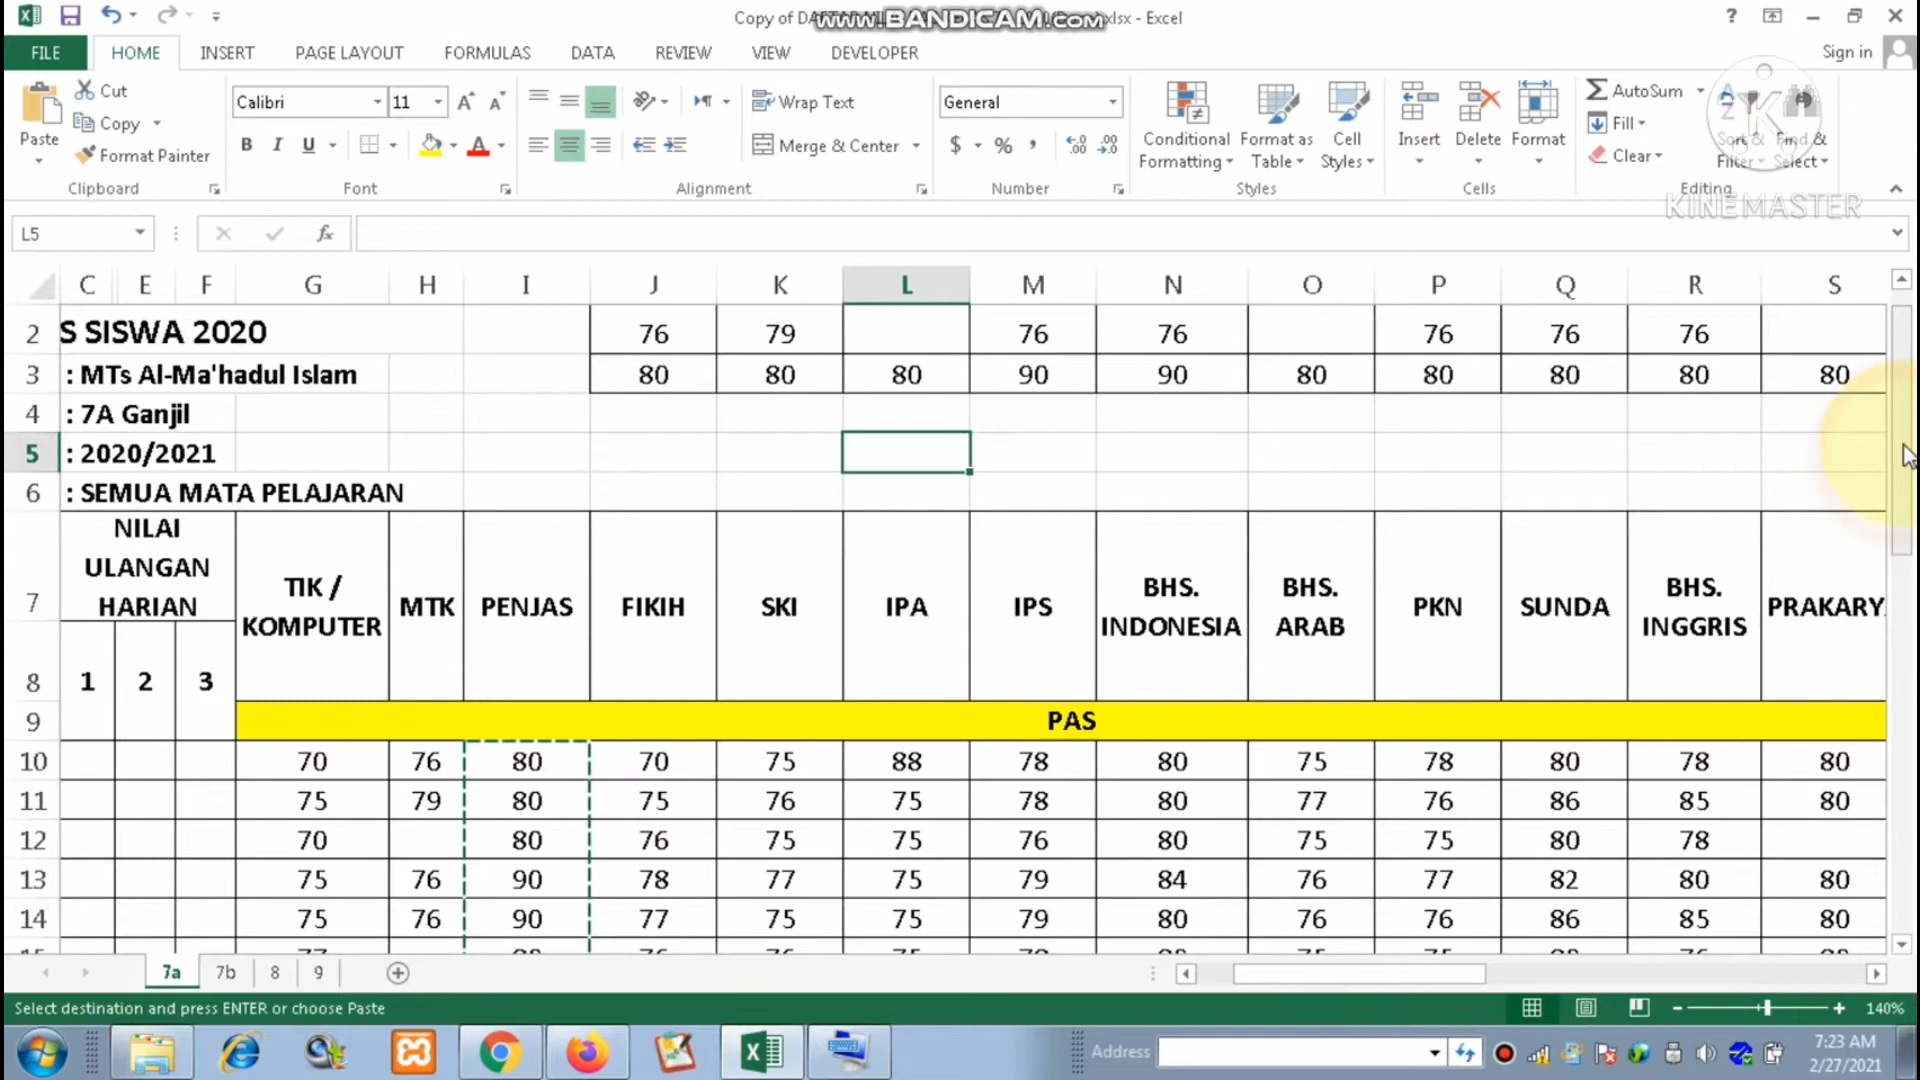 Copy of DAFTAR .xlsx - Excel
www.BANDICAM.com
FILE HOME INSERT PAGE LAYOUT FORMULAS DATA REVIEW VIEW DEVELOPER Sign in
Paste Cut Copy Format Painter Clipboard
Calibri 11 B I U Font
Wrap Text Merge & Center Alignment
General $ % Number
Conditional Formatting Format as Table Cell Styles Styles
Insert Delete Format Cells
AutoSum Fill Clear Sort & Filter Find & Select Editing
KINEMASTER
L5 fx
C E F G H I J K L M N O P Q R S
2 S SISWA 2020 76 79 76 76 76 76 76
3 : MTs Al-Ma'hadul Islam 80 80 80 90 90 80 80 80 80 80
4 : 7A Ganjil
5 : 2020/2021
6 : SEMUA MATA PELAJARAN
7 NILAI ULANGAN HARIAN TIK / KOMPUTER MTK PENJAS FIKIH SKI IPA IPS BHS. INDONESIA BHS. ARAB PKN SUNDA BHS. INGGRIS PRAKARY
8 1 2 3
9 PAS
10 70 76 80 70 75 88 78 80 75 78 80 78 80
11 75 79 80 75 76 75 78 80 77 76 86 85 80
12 70 80 76 75 75 76 80 75 75 80 78
13 75 76 90 78 77 75 79 84 76 77 82 80 80
14 75 76 90 77 75 75 79 80 76 76 86 85 80
7a 7b 8 9
Select destination and press ENTER or choose Paste 140%
Address 7:23 AM
2/27/2021